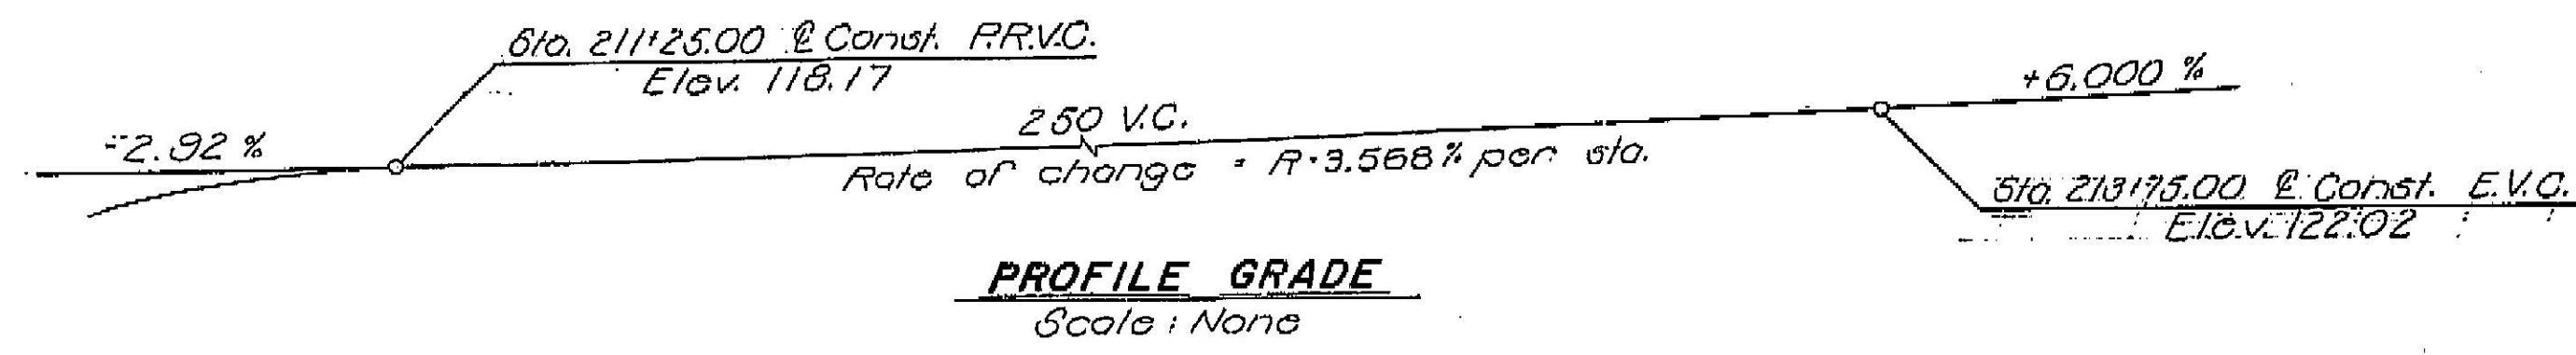 Sta. 211+25.00 ℄ Const. P.R.V.C.
Elev. 118.17
-2.92 %
250 V.C.
Rate of change = R=3.568% per sta.
+6.000 %
Sta. 213+75.00 ℄ Const. E.V.C.
Elev. 122.02
PROFILE GRADE
Scale: None